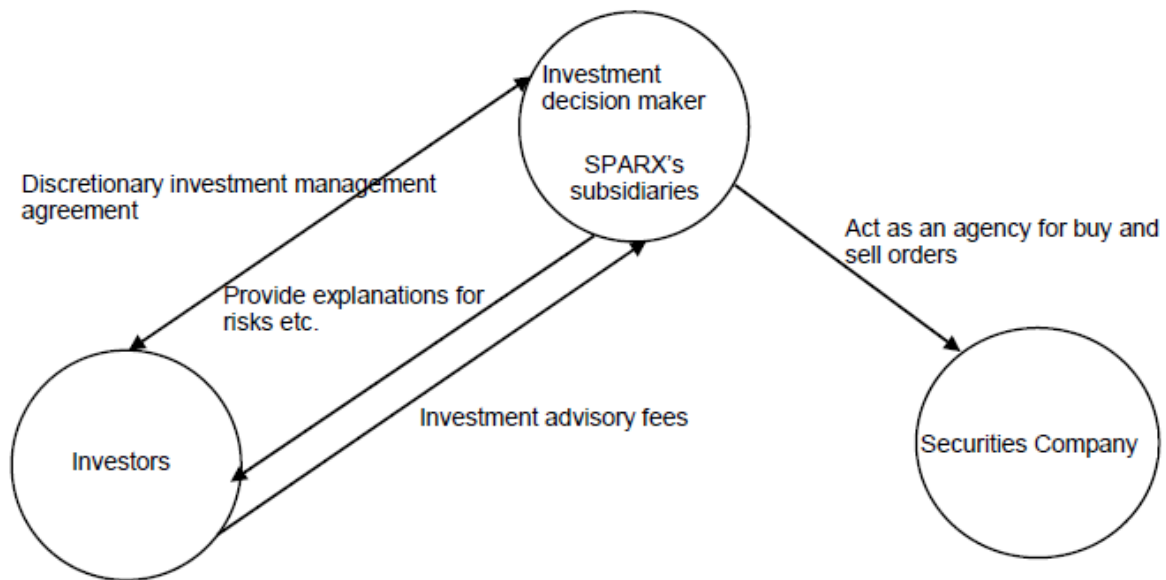 Investment
decision maker
SPARX's
subsidiaries
Discretionary investment management
agreement
Act as an agency for buy and
sell orders
Provide explanations for
risks etc.
Investment advisory fees
Investors
Securities Company